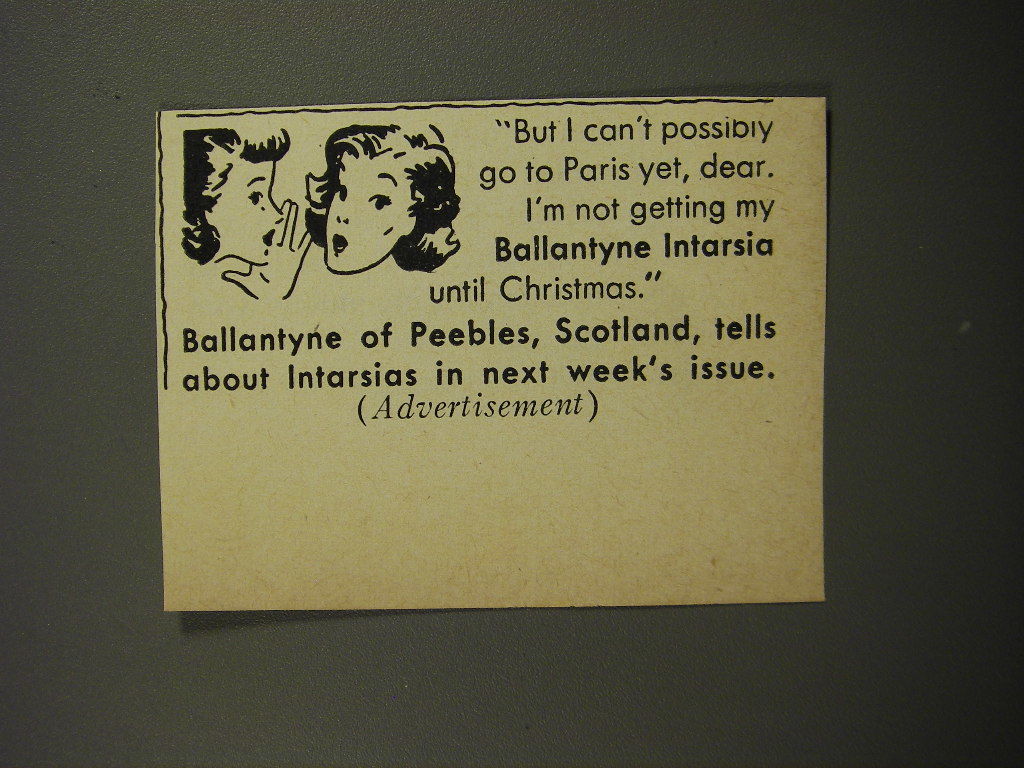 "But I can't possibly
go to Paris yet, dear.
I'm not getting my
Ballantyne Intarsia
until Christmas."
Ballantyne of Peebles, Scotland, tells
about Intarsias in next week's issue.
(Advertisement)